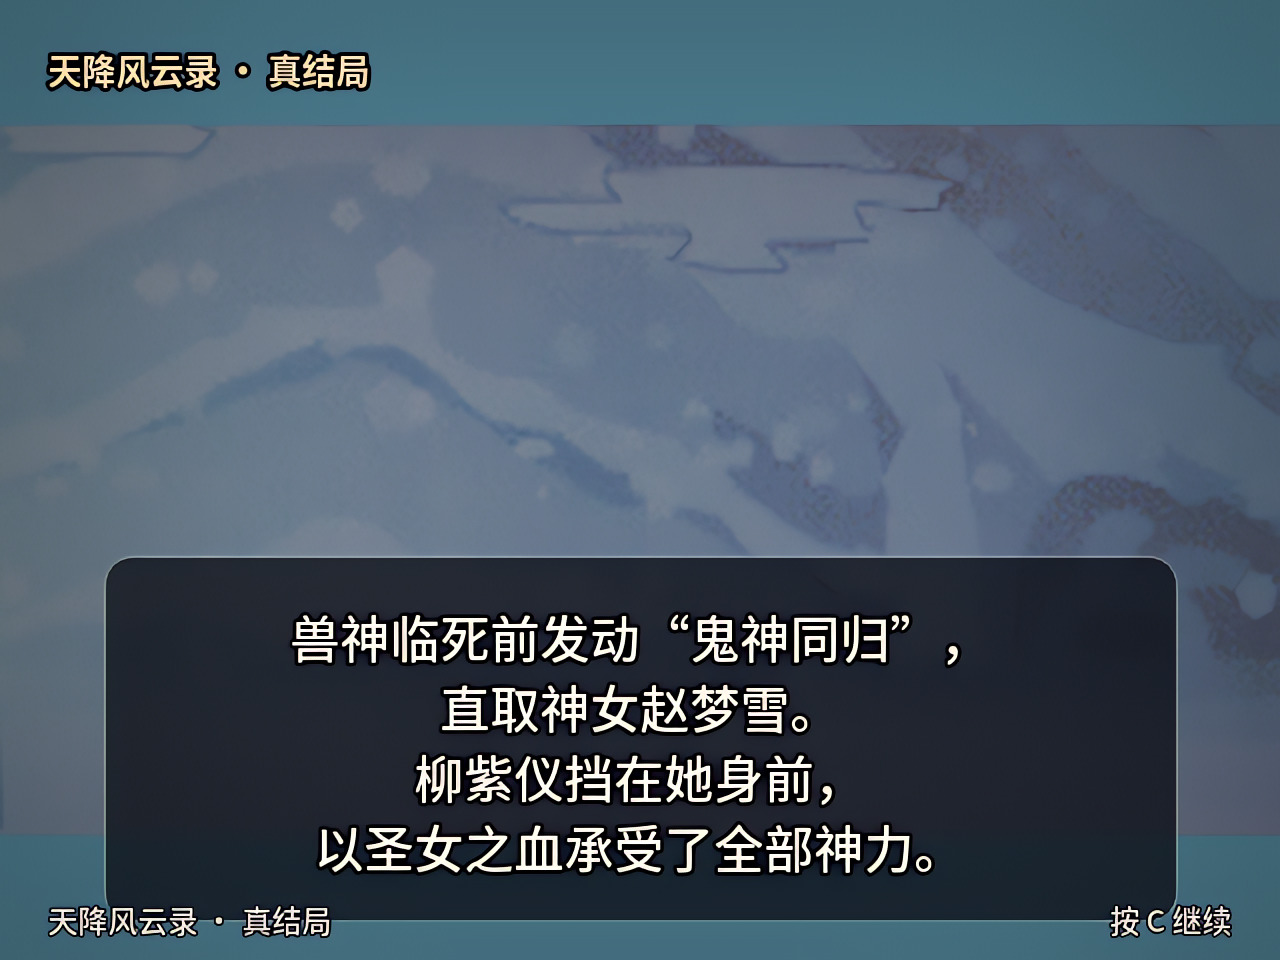 天降风云录 · 真结局
兽神临死前发动“鬼神同归”，
直取神女赵梦雪。
柳紫仪挡在她身前，
以圣女之血承受了全部神力。
天降风云录 · 真结局
按 C 继续